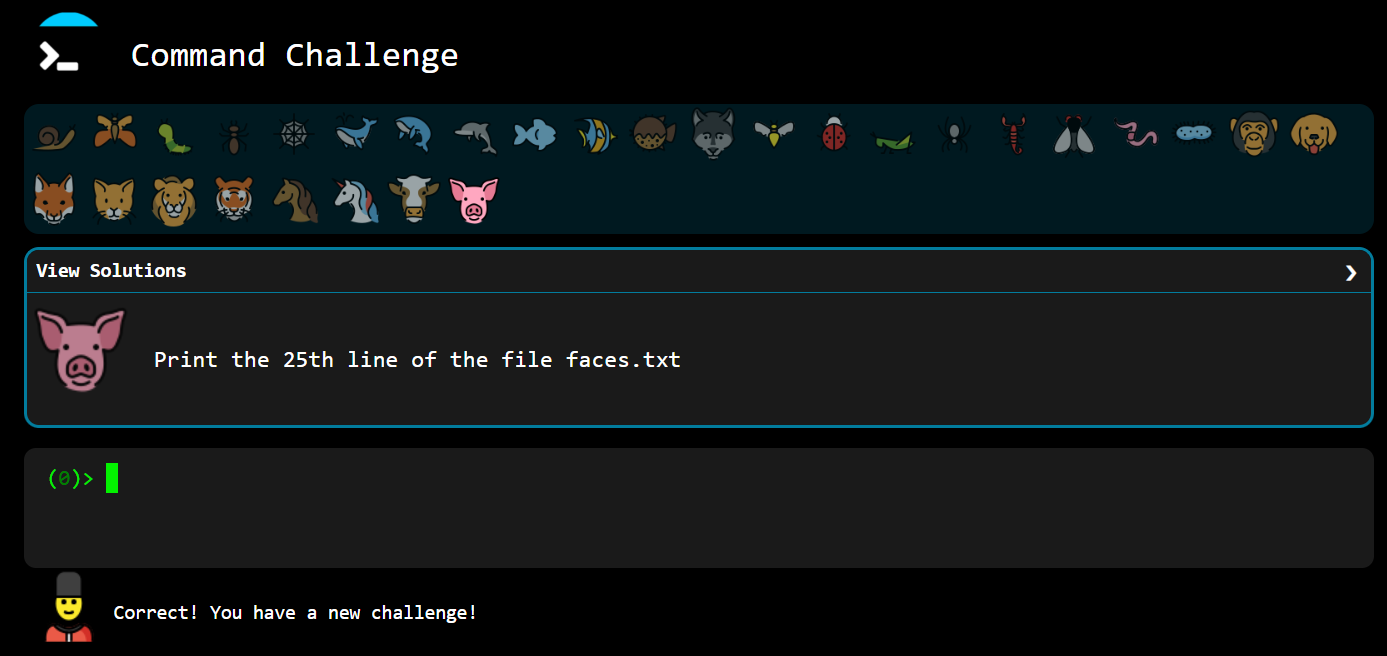 Command Challenge
View Solutions
Print the 25th line of the file faces.txt
(0)>
Correct! You have a new challenge!